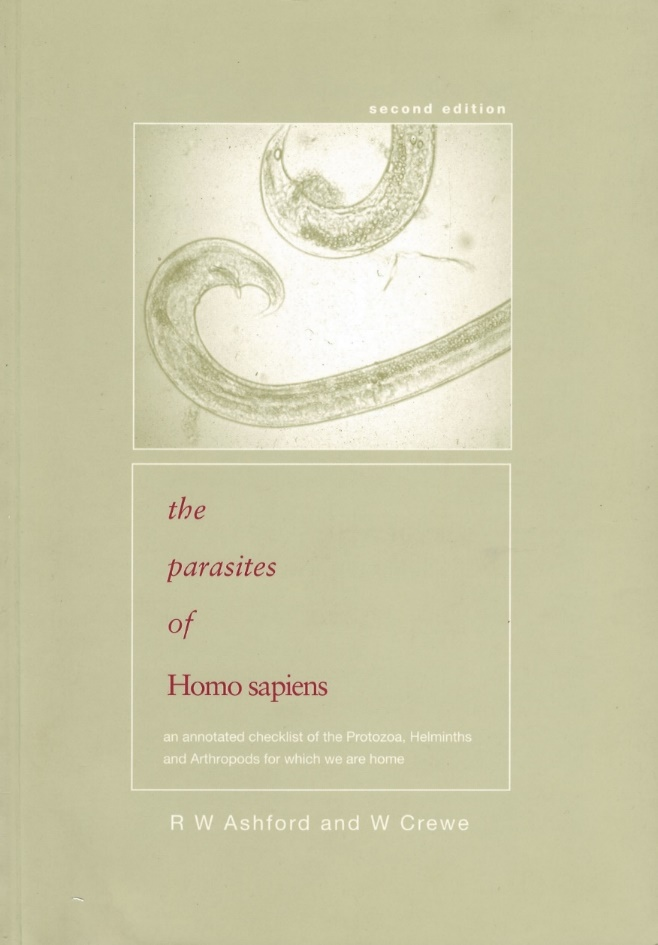 second edition
the
parasites
of
Homo sapiens
an annotated checklist of the Protozoa, Helminths
and Arthropods for which we are home
R W Ashford and W Crewe